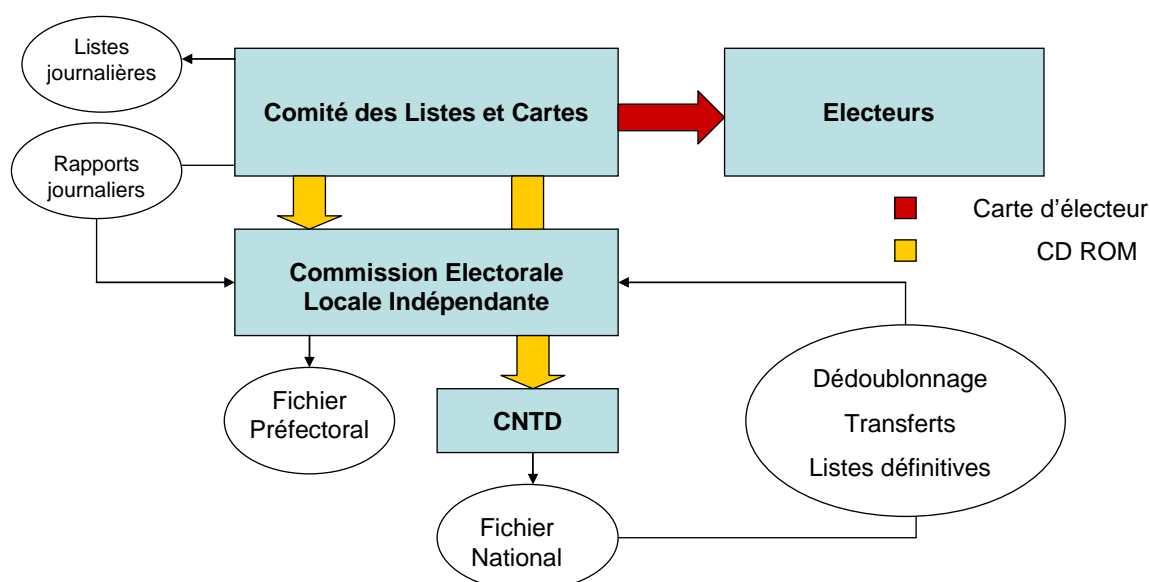 Listes
journalières
Comité des Listes et Cartes
Electeurs
Rapports
journaliers
Carte d'électeur
CD ROM
Commission Electorale
Locale Indépendante
Fichier
Préfectoral
CNTD
Dédoublonnage
Transferts
Listes définitives
Fichier
National